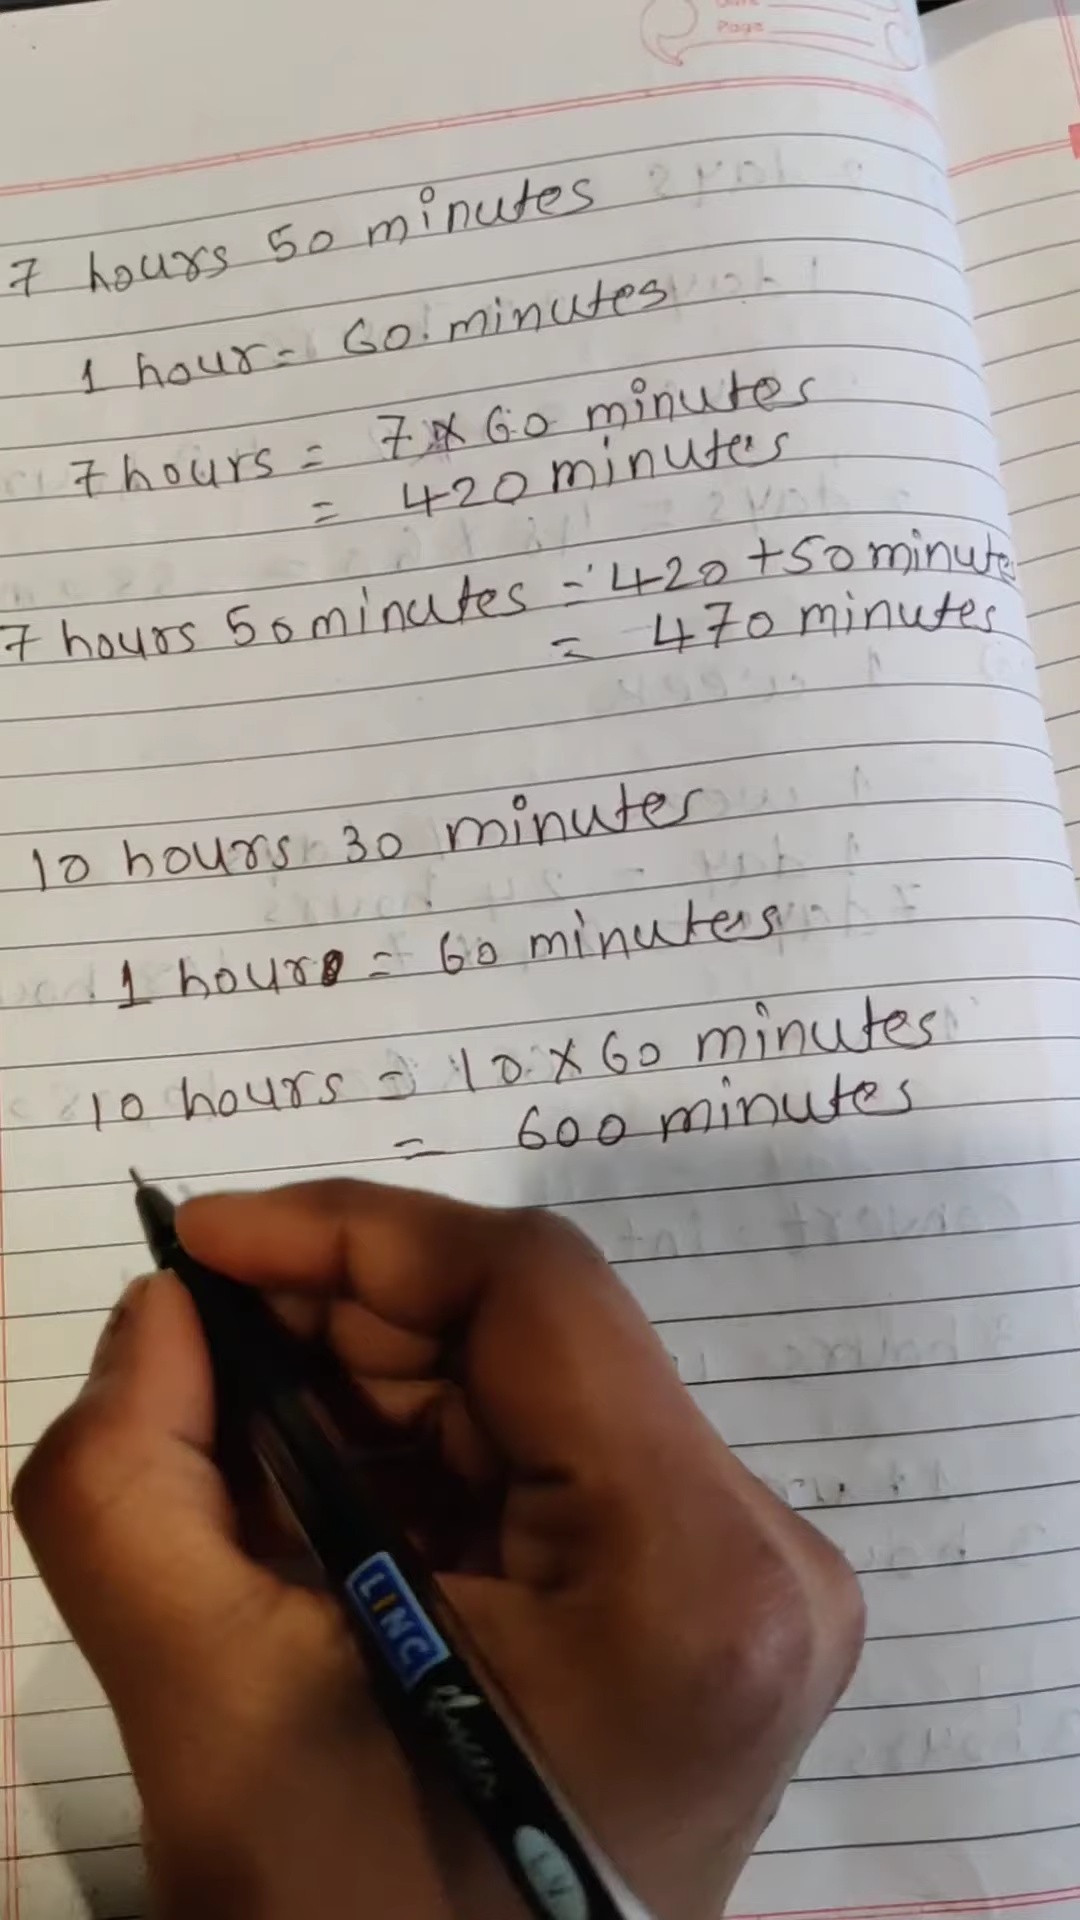 Page
7 hours 50 minutes
1 hour = 60 minutes
7 hours = 7 x 60 minutes
= 420 minutes
7 hours 50 minutes = 420 + 50 minutes
= 470 minutes
10 hours 30 minutes
1 hour = 60 minutes
10 hours = 10 x 60 minutes
= 600 minutes
LINC